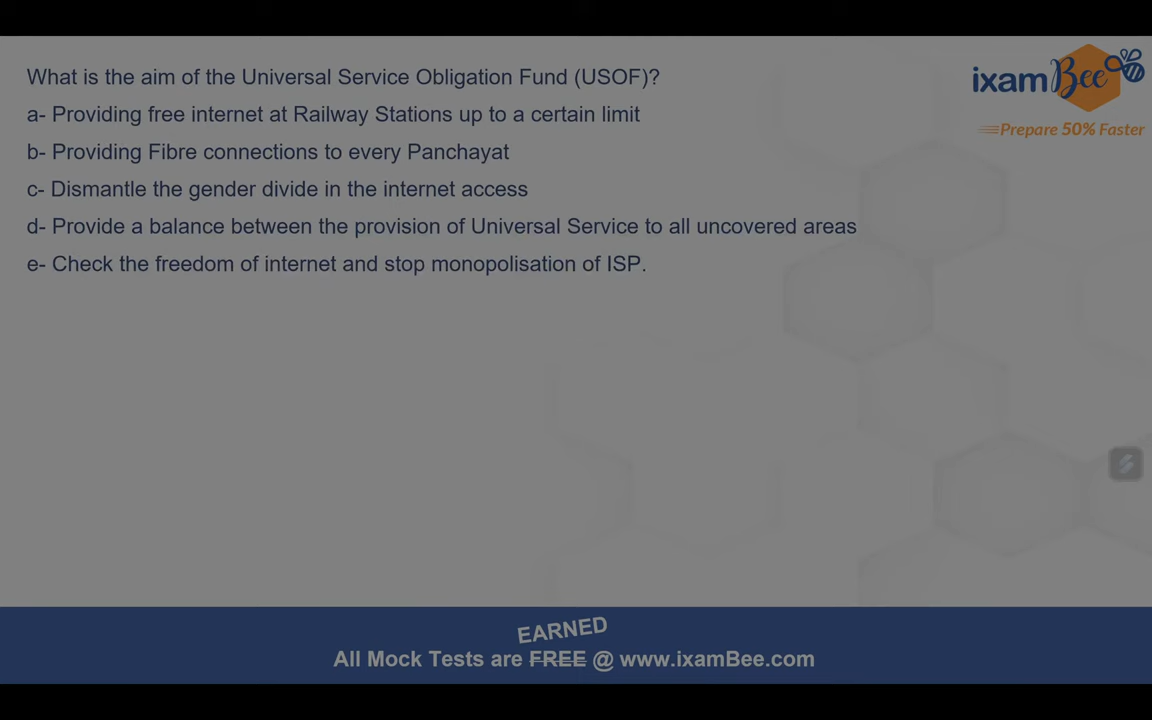 What is the aim of the Universal Service Obligation Fund (USOF)?
a- Providing free internet at Railway Stations up to a certain limit
b- Providing Fibre connections to every Panchayat
c- Dismantle the gender divide in the internet access
d- Provide a balance between the provision of Universal Service to all uncovered areas
e- Check the freedom of internet and stop monopolisation of ISP.
ixamBee
Prepare 50% Faster
EARNED
All Mock Tests are FREE @ www.ixamBee.com